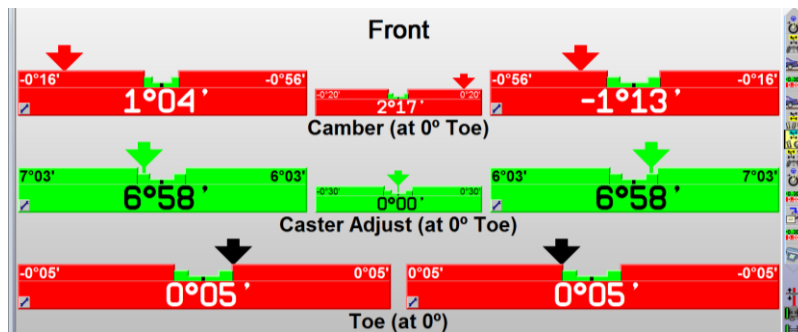 Front
-0°16' -0°56' -0°56' -0°16'
1°04' -0°20' 0°20' -1°13'
2°17'
Camber (at 0º Toe)
7°03' 6°03' 6°03' 7°03'
6°58' -0°30' 0°30' 6°58'
0°00'
Caster Adjust (at 0º Toe)
-0°05' 0°05' 0°05' -0°05'
0°05' 0°05'
Toe (at 0º)